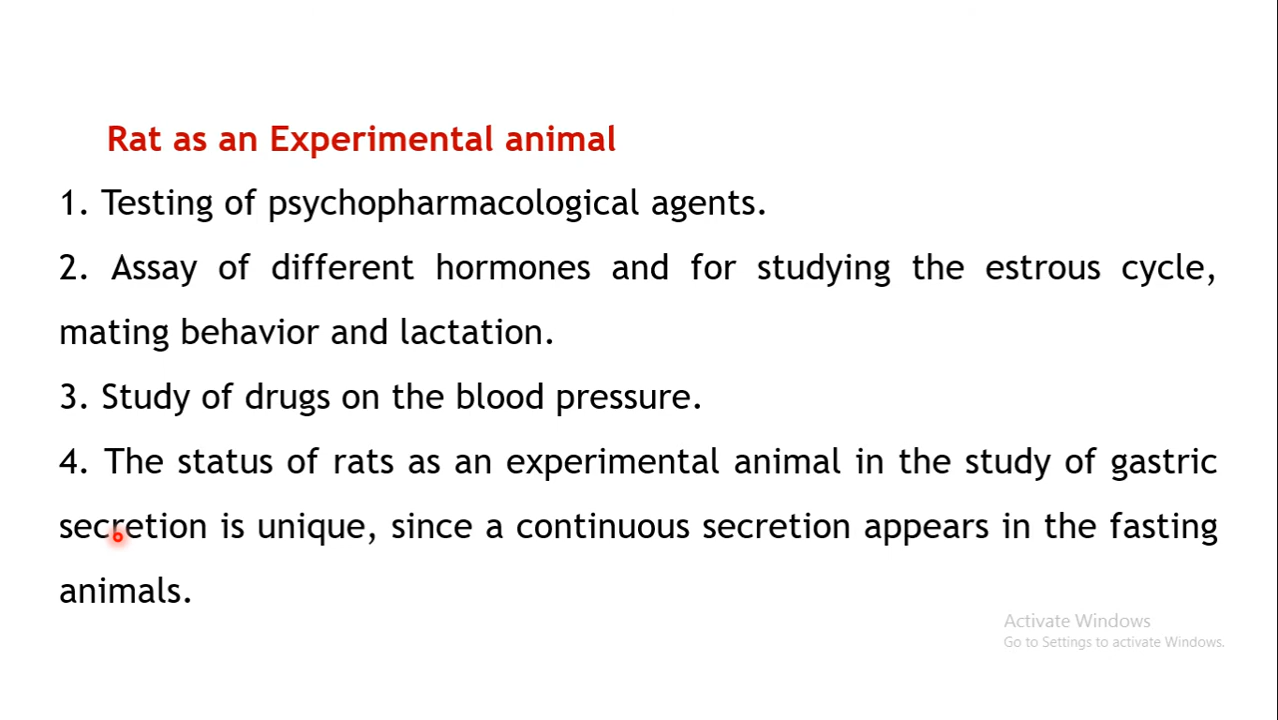 Rat as an Experimental animal
1. Testing of psychopharmacological agents.
2. Assay of different hormones and for studying the estrous cycle,
mating behavior and lactation.
3. Study of drugs on the blood pressure.
4. The status of rats as an experimental animal in the study of gastric
secretion is unique, since a continuous secretion appears in the fasting
animals.
Activate Windows
Go to Settings to activate Windows.